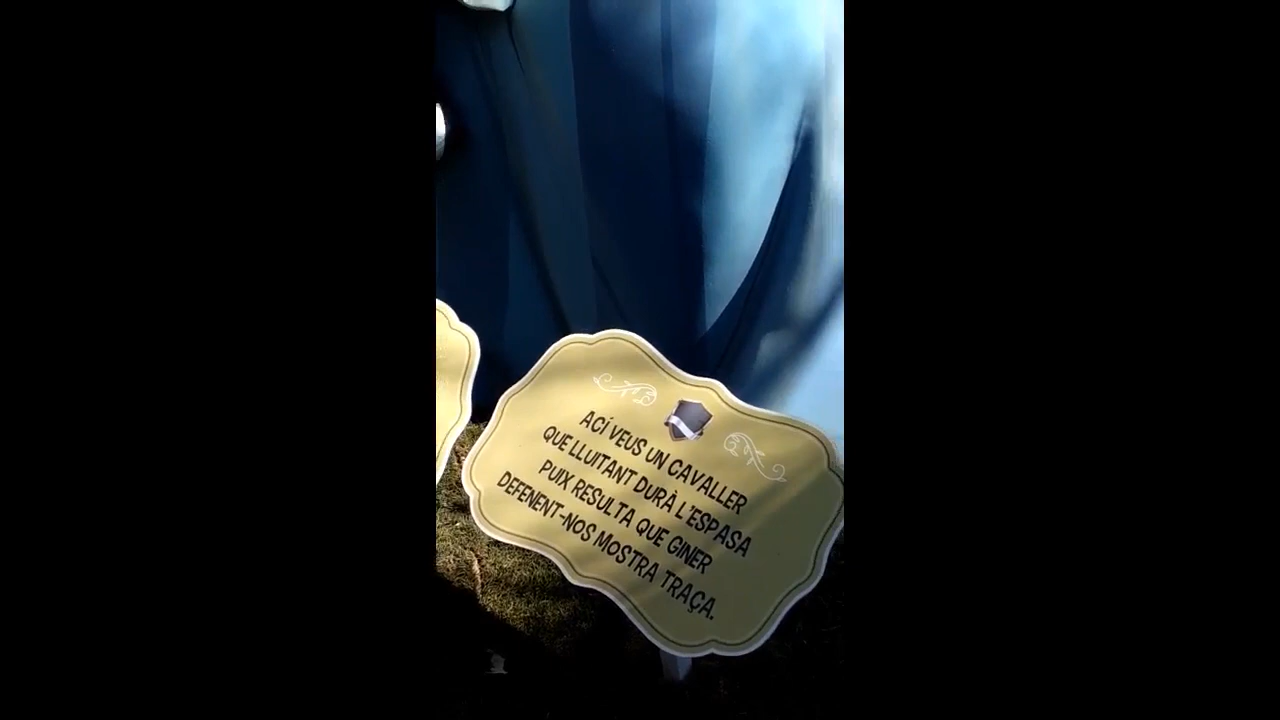 ACÍ VEUS UN CAVALLER
QUE LLUITANT DURÀ L'ESPASA
PUIX RESULTA QUE GINER
DEFENENT-NOS MOSTRA TRAÇA.